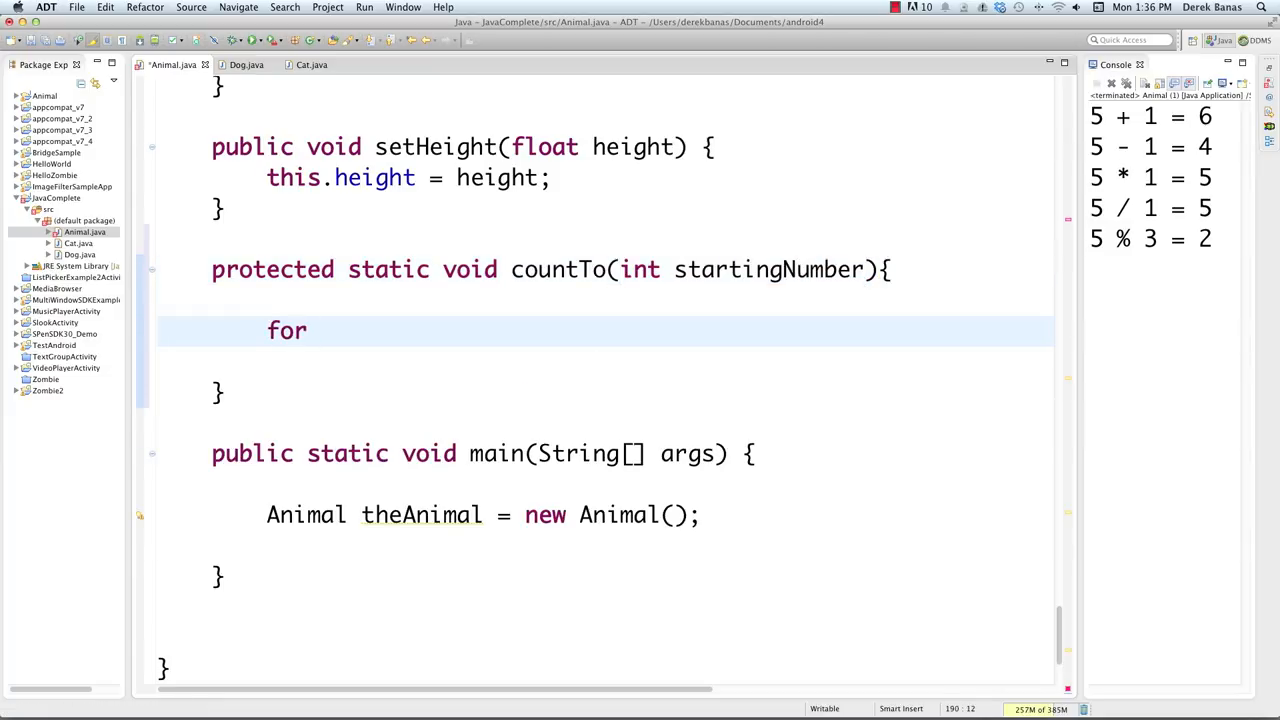 ADT File Edit Refactor Source Navigate Search Project Run Window Help 10 Mon 1:36 PM Derek Banas
Java - JavaComplete/src/Animal.java - ADT - /Users/derekbanas/Documents/android4
Quick Access Java DDMS
Package Exp
*Animal.java Dog.java Cat.java
Console
<terminated> Animal (1) [Java Application] /S
Animal
appcompat_v7
appcompat_v7_2
appcompat_v7_3
appcompat_v7_4
BridgeSample
HelloWorld
HelloZombie
ImageFilterSampleApp
JavaComplete
src
(default package)
Animal.java
Cat.java
Dog.java
JRE System Library [Ja
ListPickerExample2Activi
MediaBrowser
MultiWindowSDKExample
MusicPlayerActivity
SlookActivity
SPenSDK30_Demo
TestAndroid
TextGroupActivity
VideoPlayerActivity
Zombie
Zombie2
}
public void setHeight(float height) {
this.height = height;
}
protected static void countTo(int startingNumber){
for
}
public static void main(String[] args) {
Animal theAnimal = new Animal();
}
}
5 + 1 = 6
5 - 1 = 4
5 * 1 = 5
5 / 1 = 5
5 % 3 = 2
Writable Smart Insert 190 : 12 257M of 385M